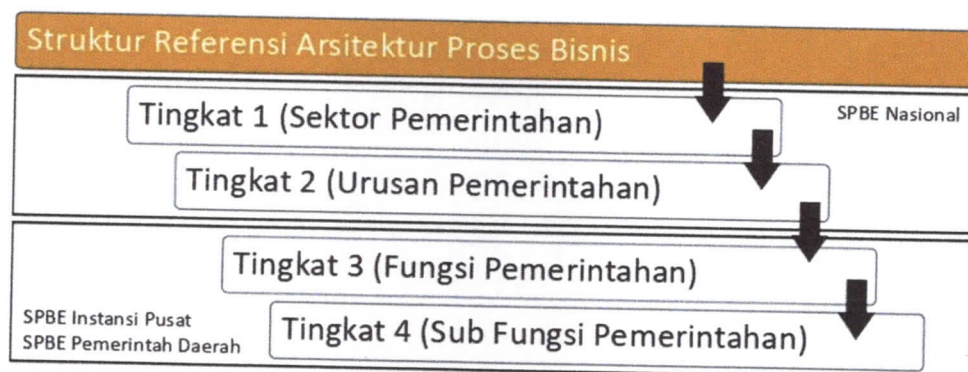 Struktur Referensi Arsitektur Proses Bisnis
Tingkat 1 (Sektor Pemerintahan)
SPBE Nasional
Tingkat 2 (Urusan Pemerintahan)
Tingkat 3 (Fungsi Pemerintahan)
SPBE Instansi Pusat
SPBE Pemerintah Daerah
Tingkat 4 (Sub Fungsi Pemerintahan)